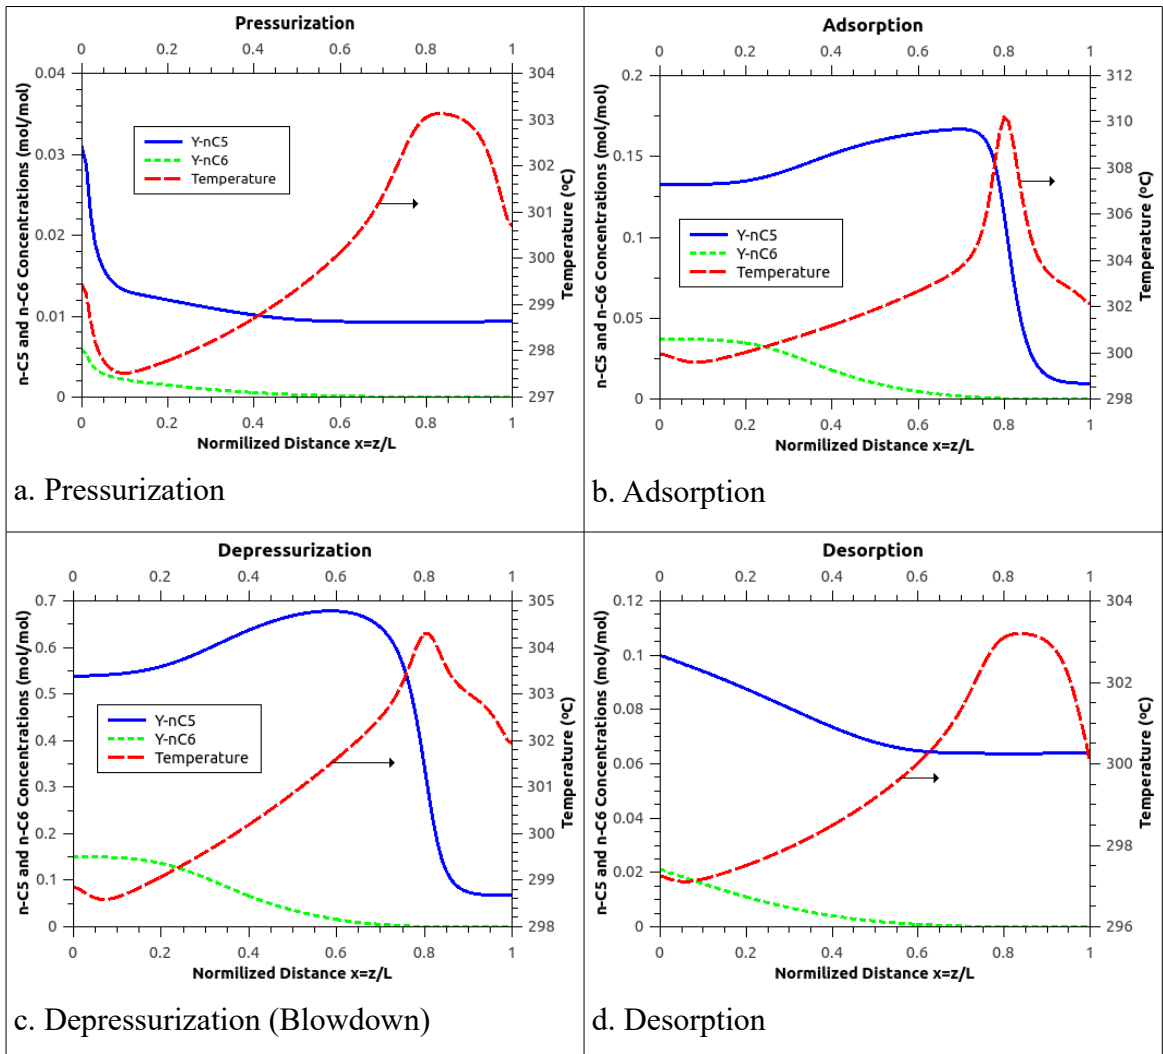 Pressurization
0 0.2 0.4 0.6 0.8 1
n-C5 and n-C6 Concentrations (mol/mol)
0.04
0.03
0.02
0.01
0
Y-nC5
Y-nC6
Temperature
304
303
302
301
300
299
298
297
Temperature (ºC)
0 0.2 0.4 0.6 0.8 1
Normilized Distance x=z/L
a. Pressurization
Adsorption
0 0.2 0.4 0.6 0.8 1
n-C5 and n-C6 Concentrations (mol/mol)
0.2
0.15
0.1
0.05
0
Y-nC5
Y-nC6
Temperature
312
310
308
306
304
302
300
298
Temperature (ºC)
0 0.2 0.4 0.6 0.8 1
Normilized Distance x=z/L
b. Adsorption
Depressurization
0 0.2 0.4 0.6 0.8 1
n-C5 and n-C6 Concentrations (mol/mol)
0.7
0.6
0.5
0.4
0.3
0.2
0.1
0
Y-nC5
Y-nC6
Temperature
305
304
303
302
301
300
299
298
Temperature (ºC)
0 0.2 0.4 0.6 0.8 1
Normilized Distance x=z/L
c. Depressurization (Blowdown)
Desorption
0 0.2 0.4 0.6 0.8 1
n-C5 and n-C6 Concentrations (mol/mol)
0.12
0.1
0.08
0.06
0.04
0.02
0
304
302
300
298
296
Temperature (ºC)
0 0.2 0.4 0.6 0.8 1
Normilized Distance x=z/L
d. Desorption